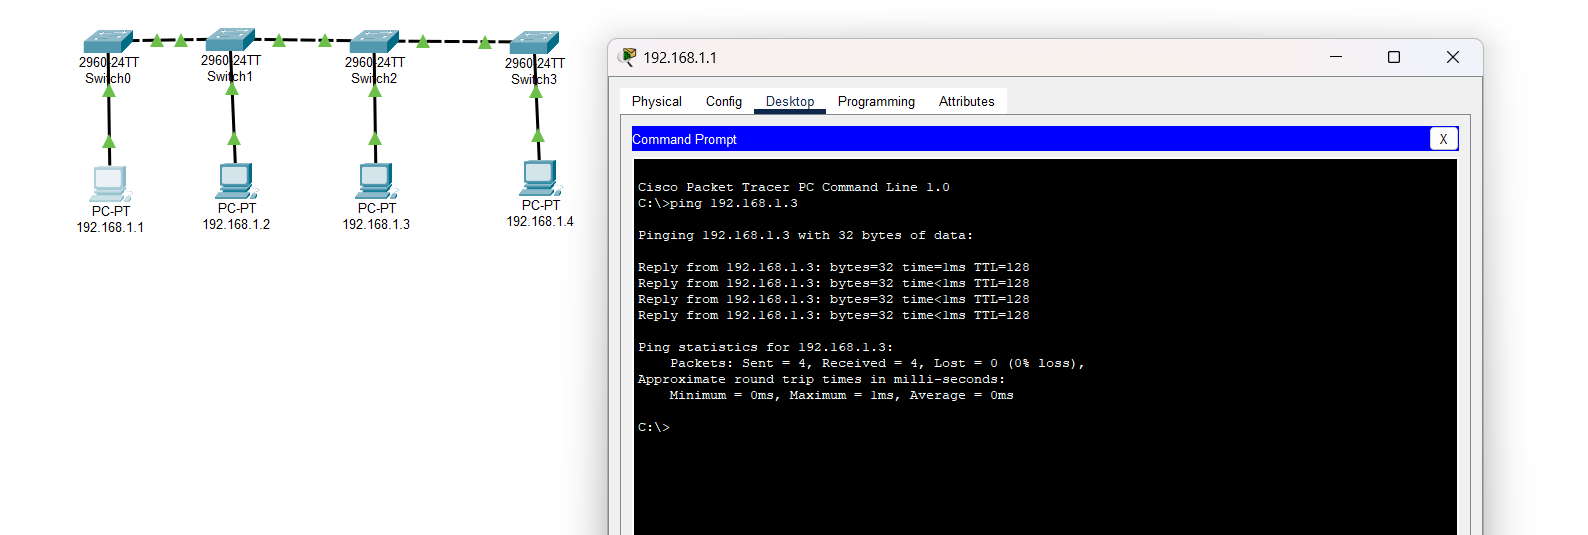 2960-24TT
Switch0
2960-24TT
Switch1
2960-24TT
Switch2
2960-24TT
Switch3
PC-PT
192.168.1.1
PC-PT
192.168.1.2
PC-PT
192.168.1.3
PC-PT
192.168.1.4
192.168.1.1
Physical Config Desktop Programming Attributes
Command Prompt X
Cisco Packet Tracer PC Command Line 1.0
C:\>ping 192.168.1.3
Pinging 192.168.1.3 with 32 bytes of data:
Reply from 192.168.1.3: bytes=32 time=1ms TTL=128
Reply from 192.168.1.3: bytes=32 time<1ms TTL=128
Reply from 192.168.1.3: bytes=32 time<1ms TTL=128
Reply from 192.168.1.3: bytes=32 time<1ms TTL=128
Ping statistics for 192.168.1.3:
Packets: Sent = 4, Received = 4, Lost = 0 (0% loss),
Approximate round trip times in milli-seconds:
Minimum = 0ms, Maximum = 1ms, Average = 0ms
C:\>